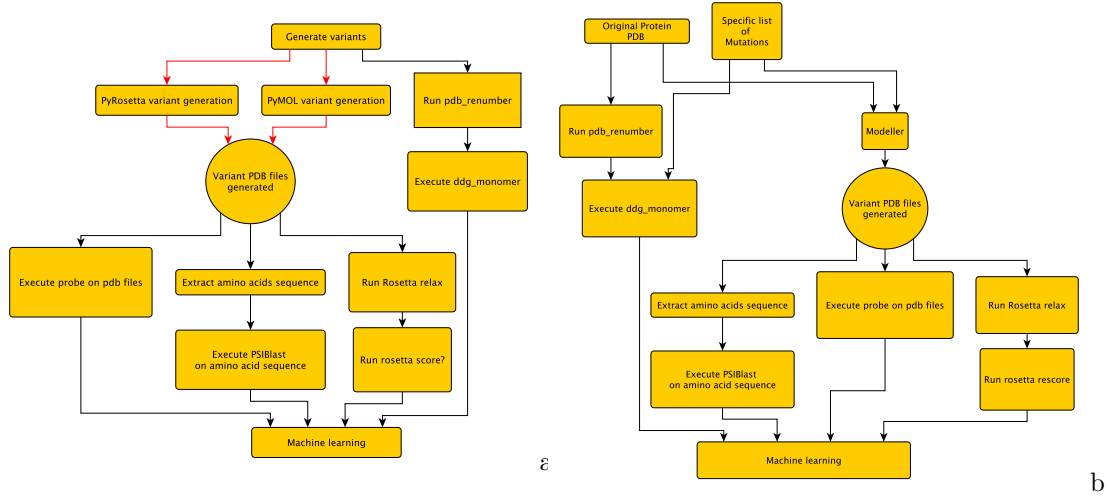 Generate variants
PyRosetta variant generation
PyMOL variant generation
Run pdb_renumber
Variant PDB files
generated
Execute ddg_monomer
Execute probe on pdb files
Extract amino acids sequence
Run Rosetta relax
Execute PSIBlast
on amino acid sequence
Run rosetta score?
Machine learning
a
Original Protein
PDB
Specific list
of
Mutations
Run pdb_renumber
Modeller
Execute ddg_monomer
Variant PDB files
generated
Extract amino acids sequence
Execute probe on pdb files
Run Rosetta relax
Execute PSIBlast
on amino acid sequence
Run rosetta rescore
Machine learning
b